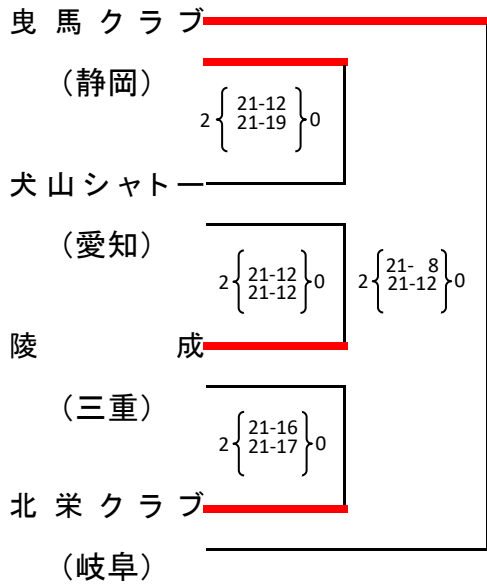 曳馬クラブ
（静岡）
2 21-12 0
21-19
犬山シャトー
（愛知）
2 21-12 0
21-12
2 21- 8 0
21-12
陵 成
（三重）
2 21-16 0
21-17
北栄クラブ
（岐阜）